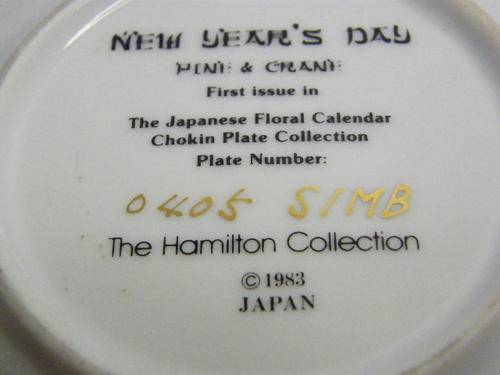 NEW YEAR'S DAY
PINE & CRANE
First issue in
The Japanese Floral Calendar
Chokin Plate Collection
Plate Number:
0405 SIMB
The Hamilton Collection
© 1983
JAPAN